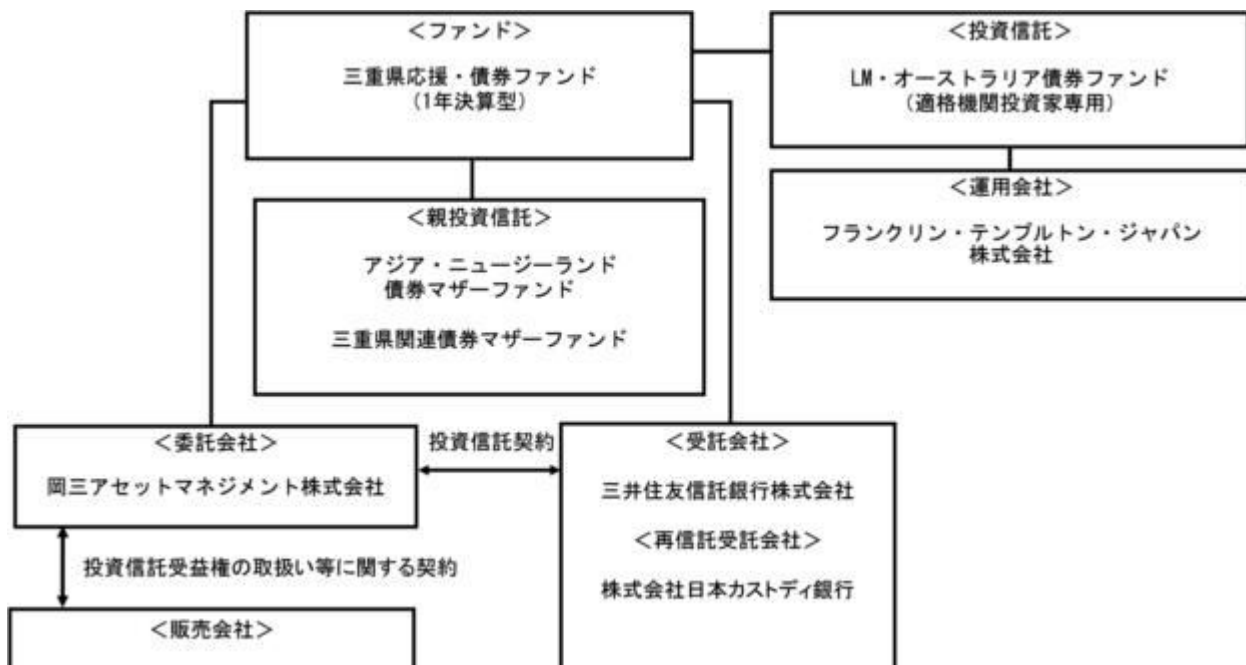 ＜ファンド＞
三重県応援・債券ファンド
(1年決算型)
＜投資信託＞
LM・オーストラリア債券ファンド
(適格機関投資家専用)
＜運用会社＞
フランクリン・テンプルトン・ジャパン
株式会社
＜親投資信託＞
アジア・ニュージーランド
債券マザーファンド
三重県関連債券マザーファンド
＜委託会社＞
岡三アセットマネジメント株式会社
投資信託契約
＜受託会社＞
三井住友信託銀行株式会社
＜再信託受託会社＞
株式会社日本カストディ銀行
投資信託受益権の取扱い等に関する契約
＜販売会社＞